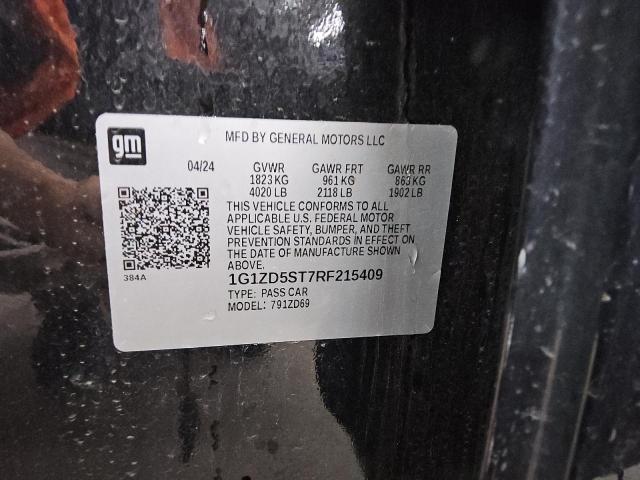 gm
MFD BY GENERAL MOTORS LLC
04/24 GVWR GAWR FRT GAWR RR
1823 KG 961 KG 863 KG
4020 LB 2118 LB 1902 LB
THIS VEHICLE CONFORMS TO ALL
APPLICABLE U.S. FEDERAL MOTOR
VEHICLE SAFETY, BUMPER, AND THEFT
PREVENTION STANDARDS IN EFFECT ON
THE DATE OF MANUFACTURE SHOWN
ABOVE.
384A
1G1ZD5ST7RF215409
TYPE: PASS CAR
MODEL: 791ZD69